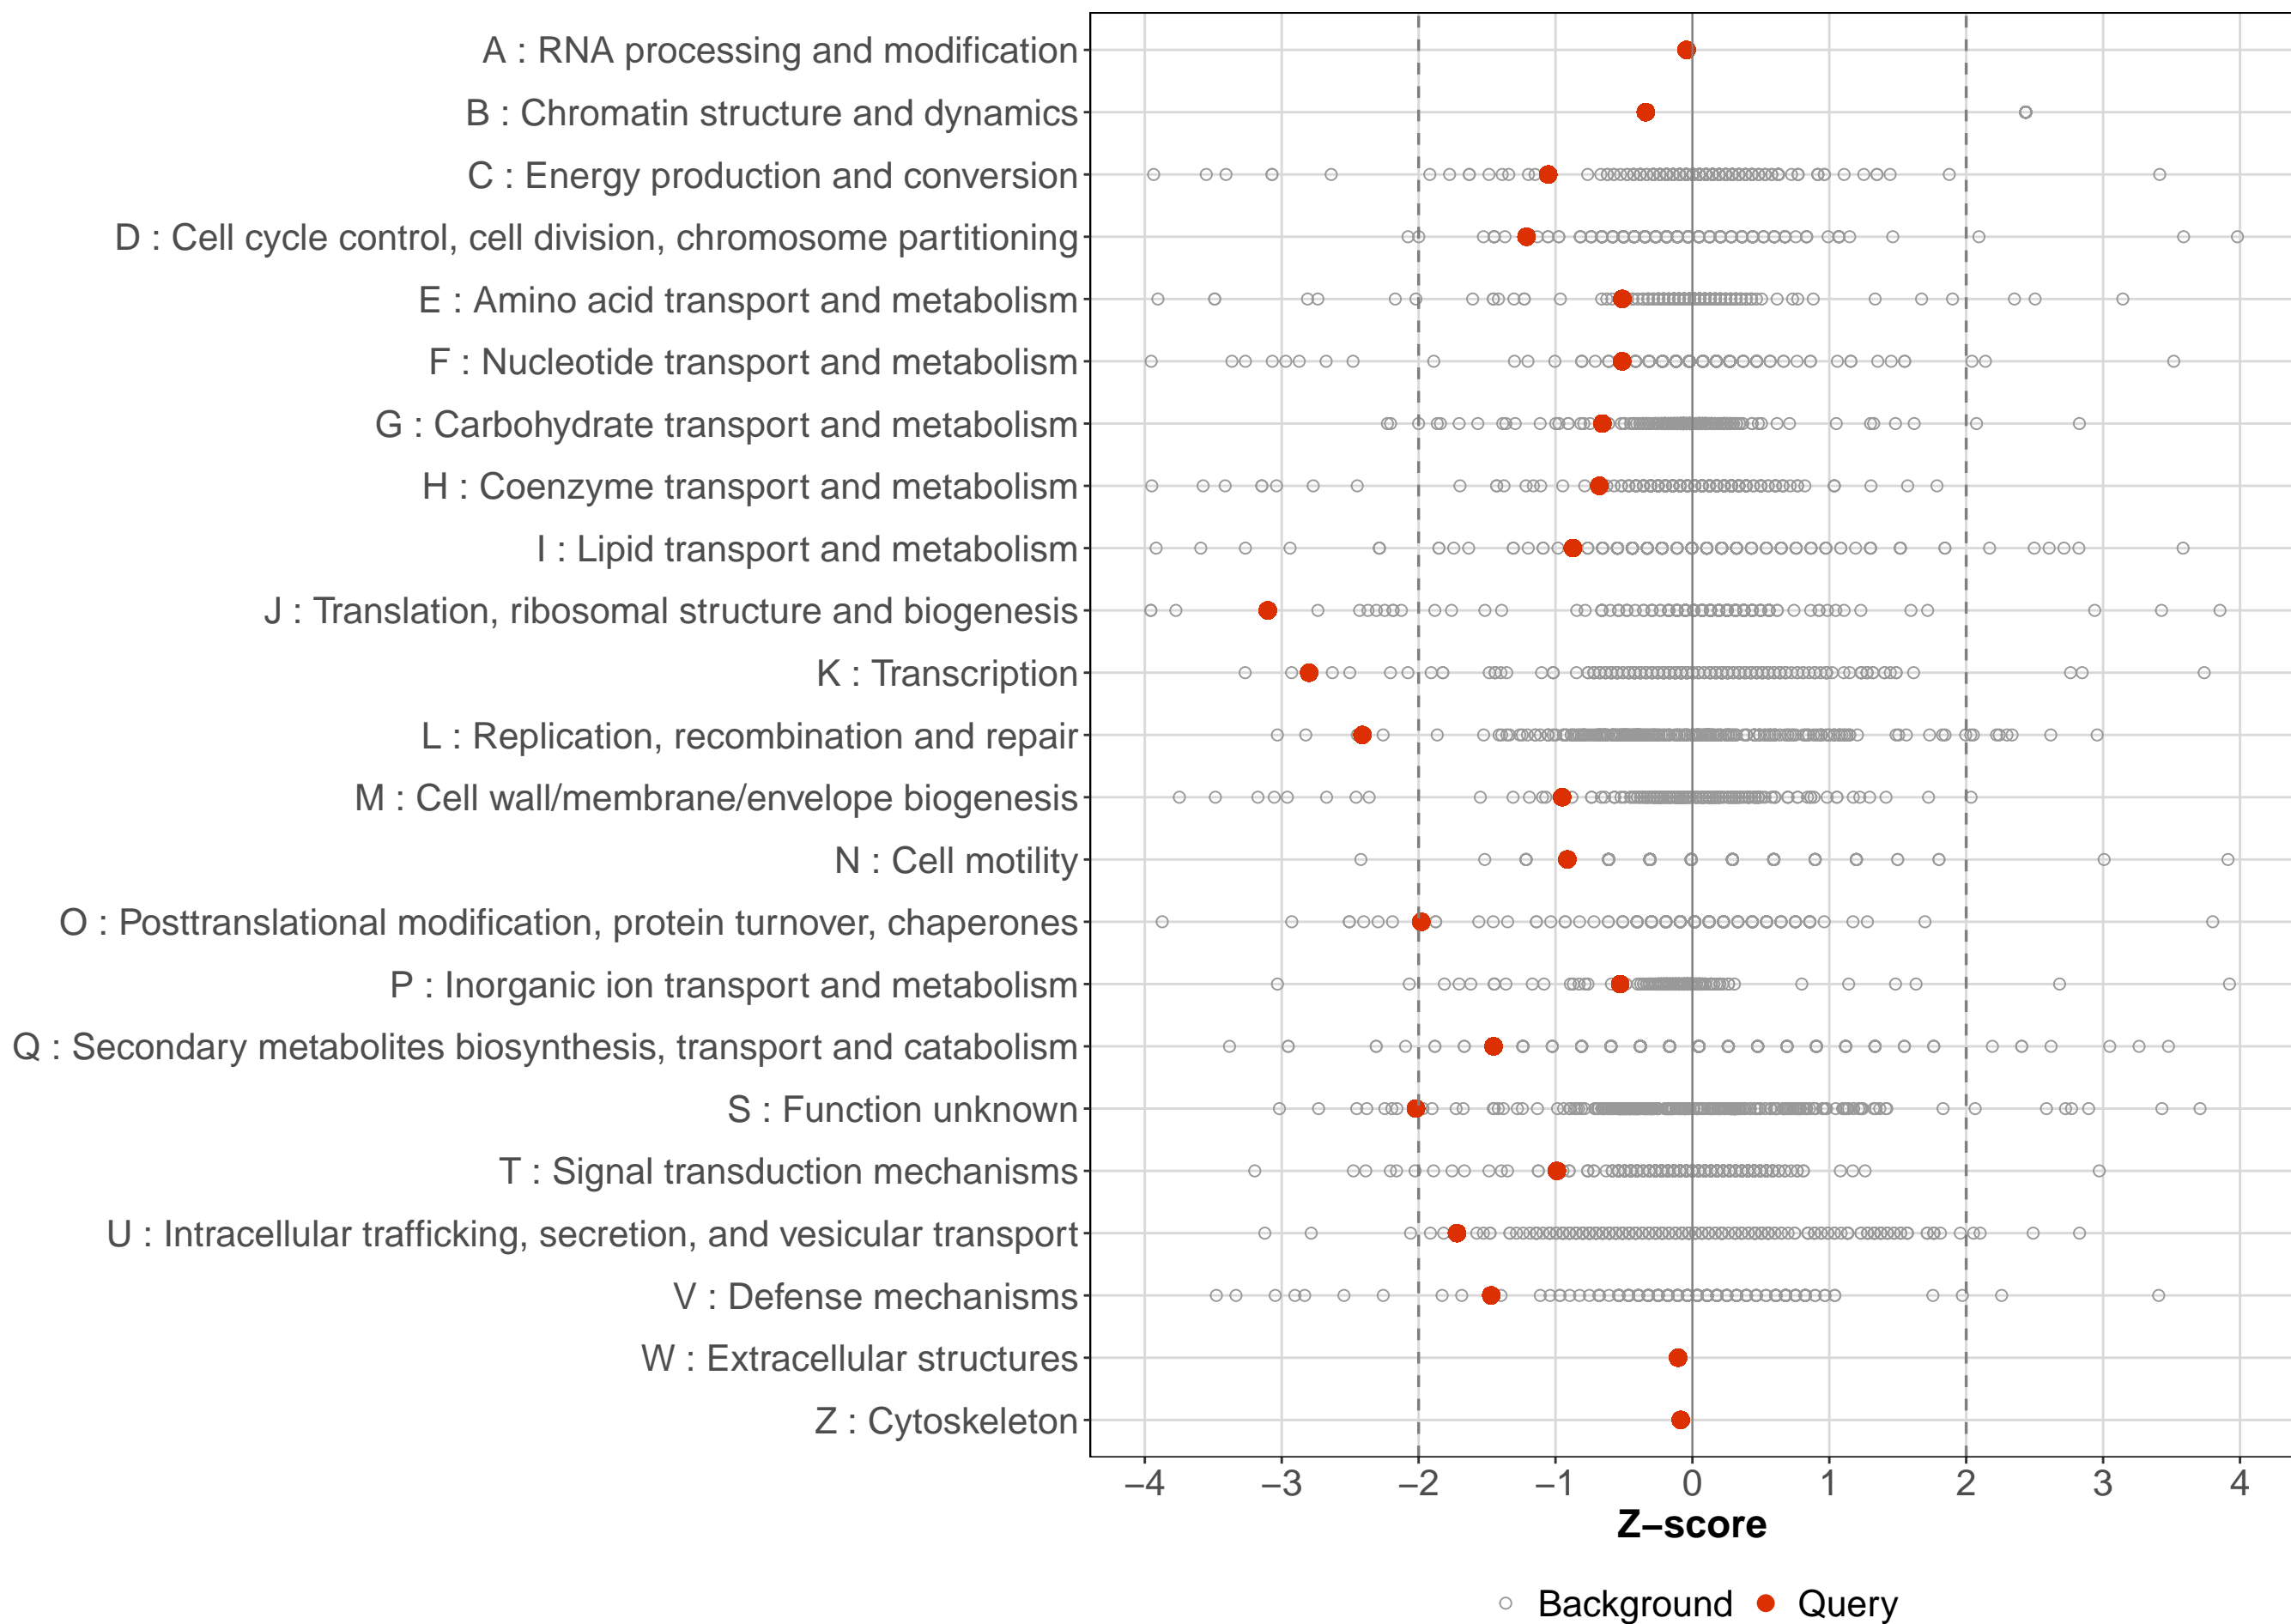 A : RNA processing and modification
B : Chromatin structure and dynamics
C : Energy production and conversion
D : Cell cycle control, cell division, chromosome partitioning
E : Amino acid transport and metabolism
F : Nucleotide transport and metabolism
G : Carbohydrate transport and metabolism
H : Coenzyme transport and metabolism
I : Lipid transport and metabolism
J : Translation, ribosomal structure and biogenesis
K : Transcription
L : Replication, recombination and repair
M : Cell wall/membrane/envelope biogenesis
N : Cell motility
O : Posttranslational modification, protein turnover, chaperones
P : Inorganic ion transport and metabolism
Q : Secondary metabolites biosynthesis, transport and catabolism
S : Function unknown
T : Signal transduction mechanisms
U : Intracellular trafficking, secretion, and vesicular transport
V : Defense mechanisms
W : Extracellular structures
Z : Cytoskeleton
−4 −3 −2 −1 0 1 2 3 4
Z−score
Background Query